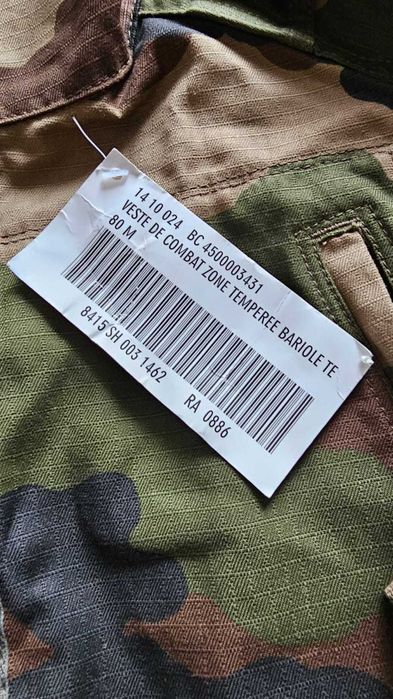 14 10 024 BC 4500003431
VESTE DE COMBAT ZONE TEMPEREE BARIOLE TE
80 M
8415 SH 003 1462 RA 0886